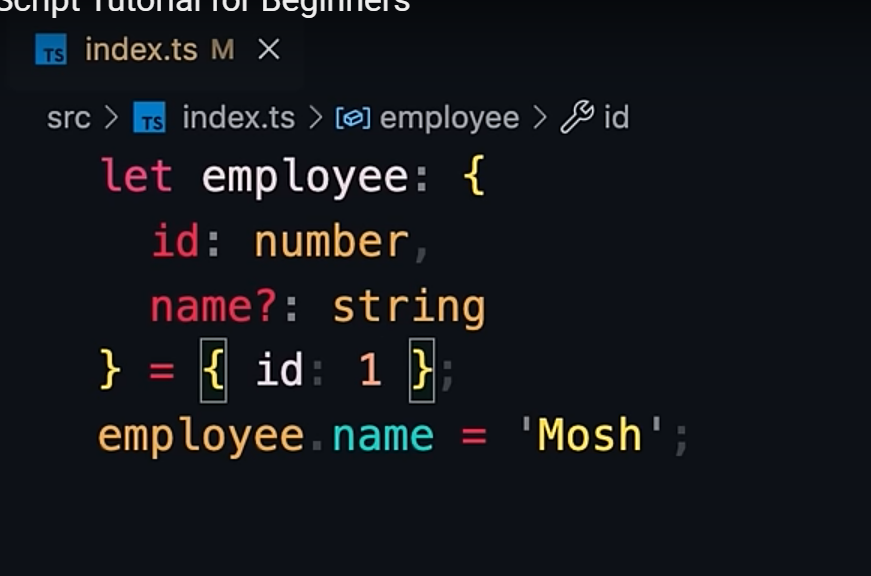 Script Tutorial for Beginners
TS index.ts M ×
src > TS index.ts > employee > id
let employee: {
  id: number,
  name?: string
} = { id: 1 };
employee.name = 'Mosh';